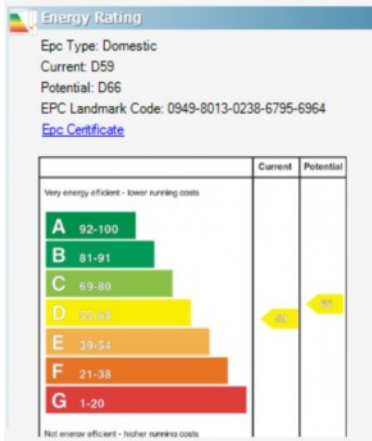 Energy Rating
Epc Type: Domestic
Current: D59
Potential: D66
EPC Landmark Code: 0949-8013-0238-6795-6964
Epc Certificate
Current Potential
Very energy efficient - lower running costs
A 92-100
B 81-91
C 69-80
D 55-68
E 39-54
F 21-38
G 1-20
Not energy efficient - higher running costs